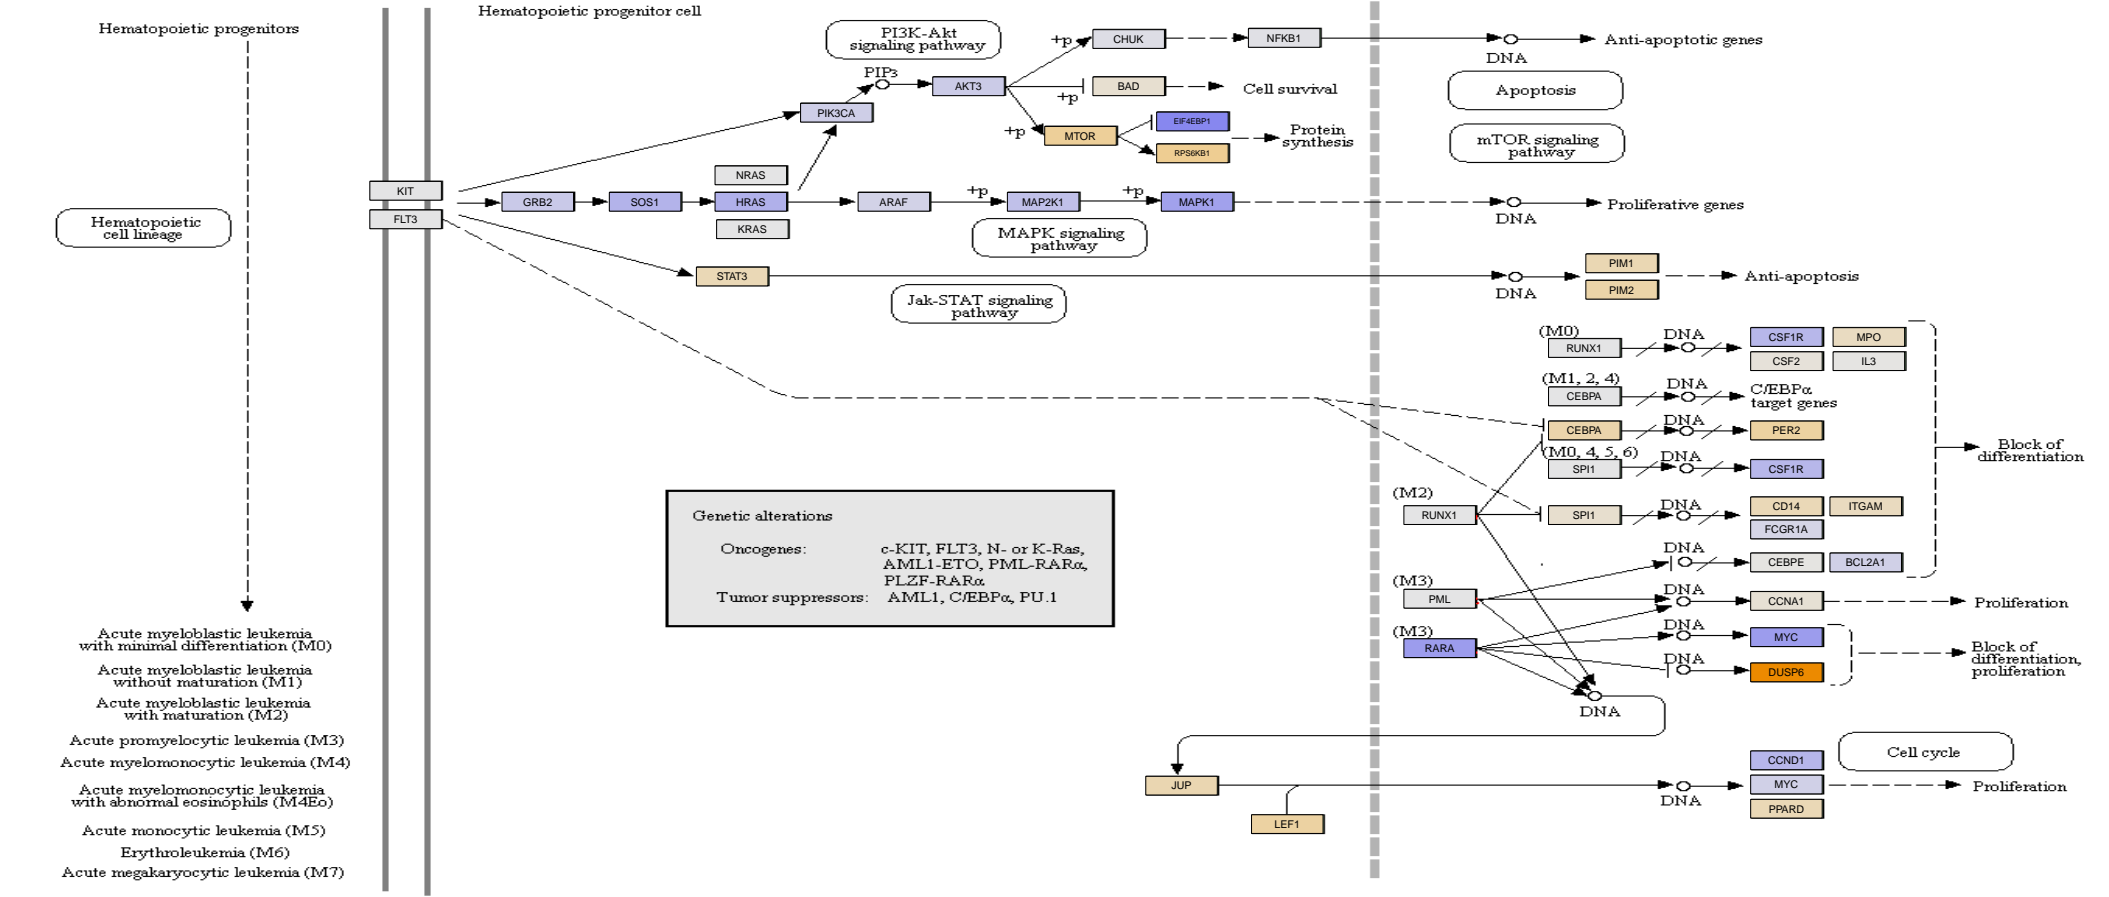 Hematopoietic progenitor cell
Hematopoietic progenitors
PI3K-Akt
signaling pathway
+p
CHUK
NFKB1
DNA
Anti-apoptotic genes
PIP3
AKT3
BAD
+p
Cell survival
Apoptosis
PIK3CA
+p
MTOR
EIF4EBP1
RPS6KB1
Protein
synthesis
mTOR signaling
pathway
NRAS
KIT
FLT3
GRB2
SOS1
HRAS
ARAF
+p
MAP2K1
+p
MAPK1
DNA
Proliferative genes
KRAS
Hematopoietic
cell lineage
MAPK signaling
pathway
STAT3
DNA
PIM1
PIM2
Anti-apoptosis
Jak-STAT signaling
pathway
(M0)
RUNX1
DNA
CSF1R
MPO
CSF2
IL3
(M1, 2, 4)
CEBPA
DNA
C/EBPα
target genes
CEBPA
DNA
PER2
Block of
differentiation
(M0, 4, 5, 6)
SPI1
DNA
CSF1R
(M2)
RUNX1
SPI1
DNA
CD14
ITGAM
FCGR1A
DNA
CEBPE
BCL2A1
(M3)
PML
DNA
CCNA1
Proliferation
(M3)
RARA
DNA
MYC
DNA
DUSP6
Block of
differentiation,
proliferation
DNA
Genetic alterations
Oncogenes: c-KIT, FLT3, N- or K-Ras,
AML1-ETO, PML-RARα,
PLZF-RARα
Tumor suppressors: AML1, C/EBPα, PU.1
Acute myeloblastic leukemia
with minimal differentiation (M0)
Acute myeloblastic leukemia
without maturation (M1)
Acute myeloblastic leukemia
with maturation (M2)
Acute promyelocytic leukemia (M3)
Acute myelomonocytic leukemia (M4)
Acute myelomonocytic leukemia
with abnormal eosinophils (M4Eo)
Acute monocytic leukemia (M5)
Erythroleukemia (M6)
Acute megakaryocytic leukemia (M7)
JUP
LEF1
DNA
CCND1
MYC
PPARD
Cell cycle
Proliferation